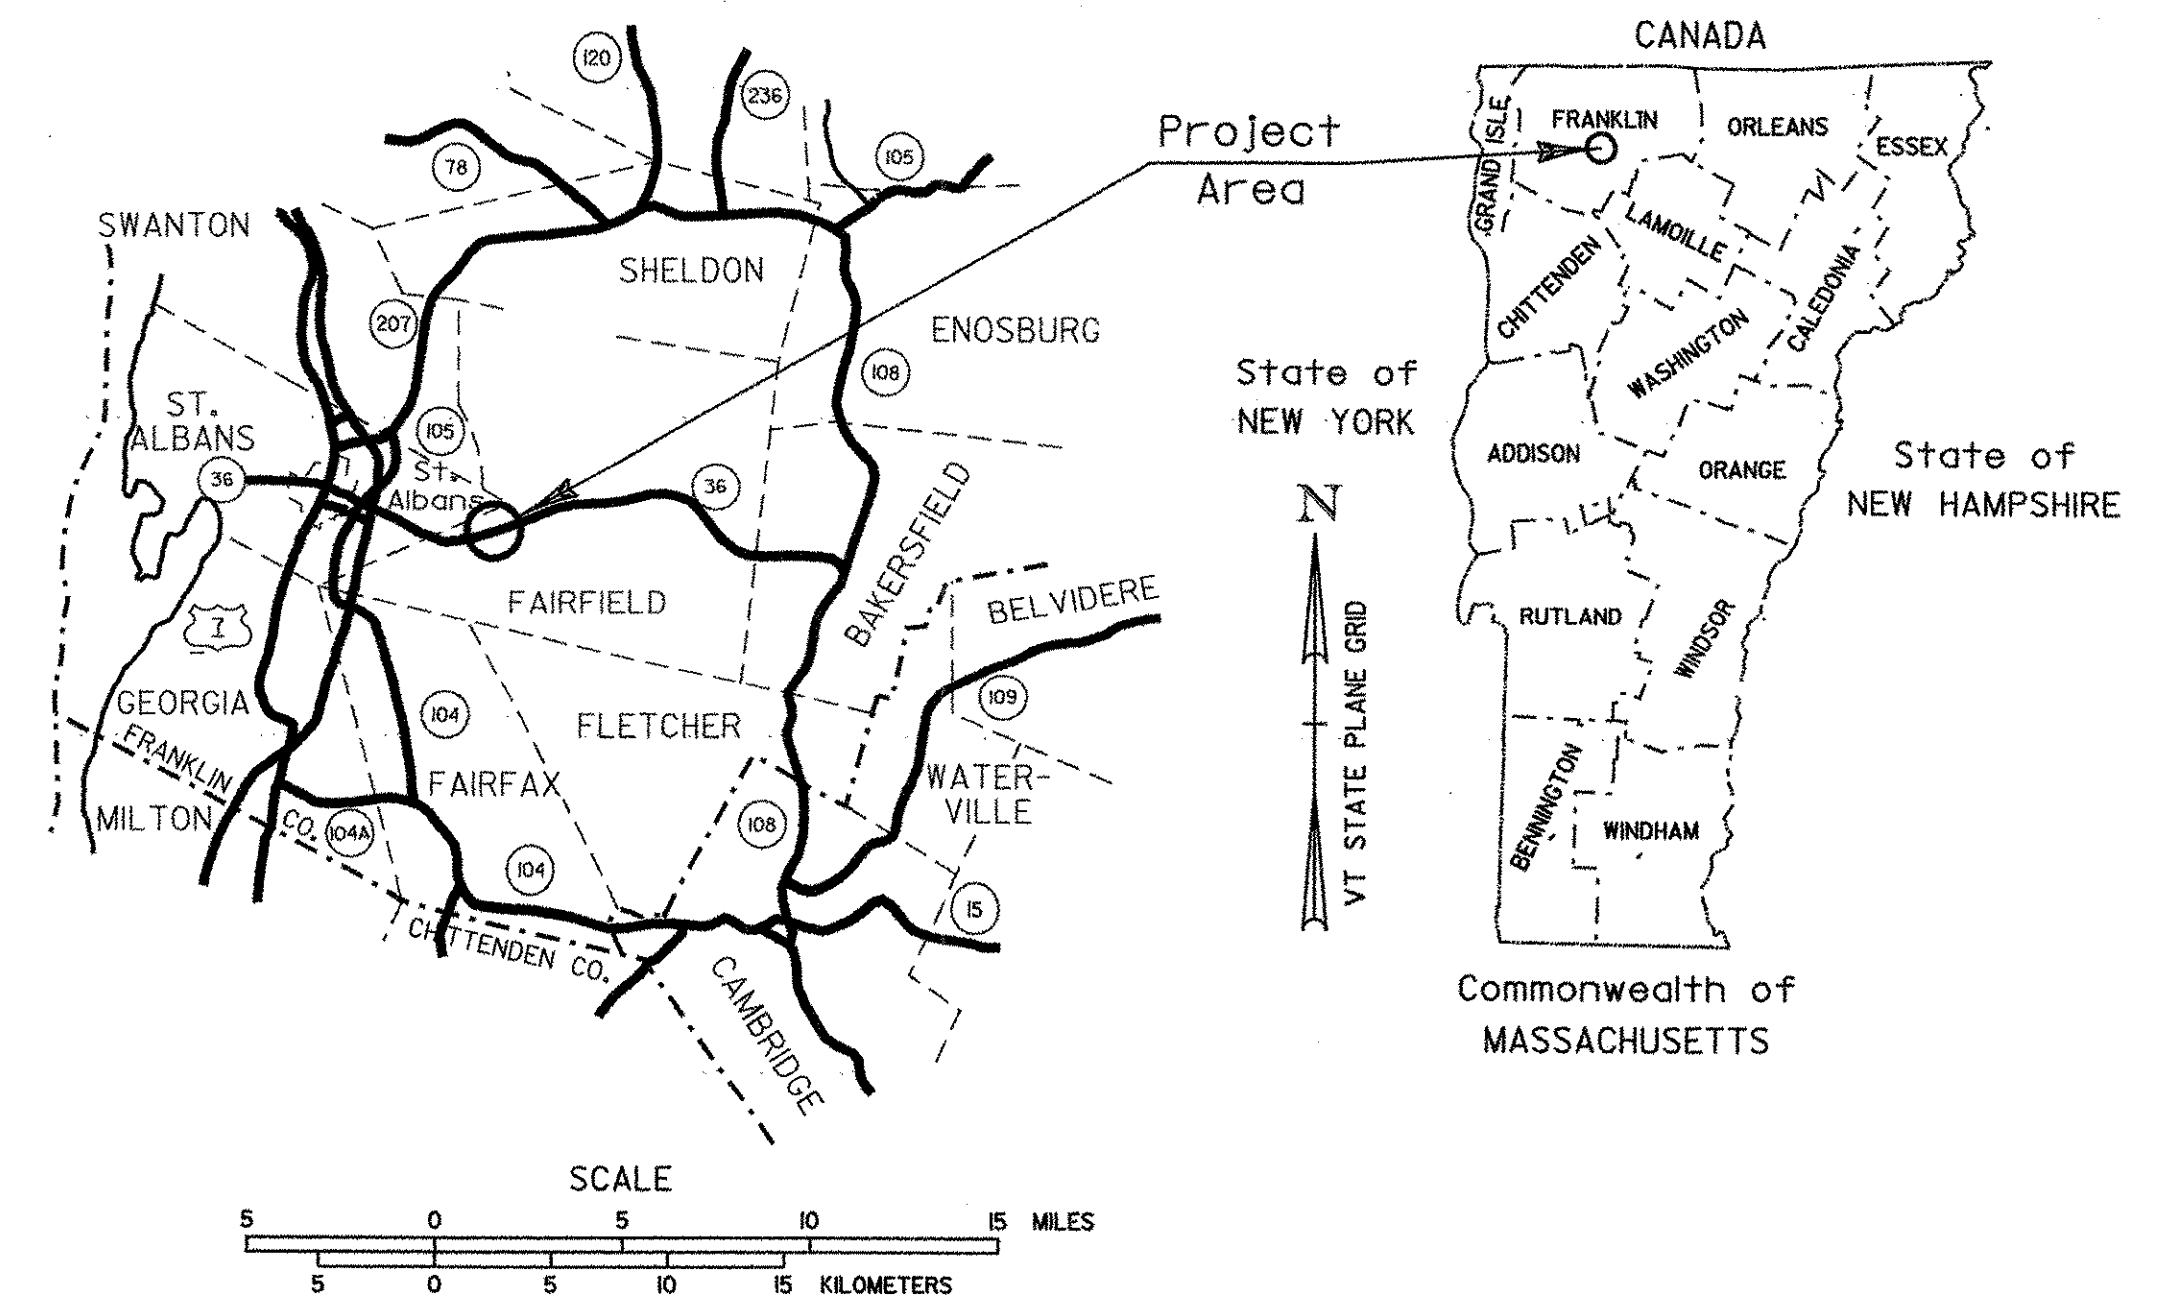 120
236
78
105
SWANTON
SHELDON
207
ENOSBURG
108
ST.
ALBANS
105
36
St.
Albans
36
BAKERSFIELD
FAIRFIELD
BELVIDERE
7
GEORGIA
104
FLETCHER
109
FRANKLIN
CO.
FAIRFAX
WATER-
VILLE
MILTON
104A
108
104
15
CHITTENDEN CO.
CAMBRIDGE
Project
Area
CANADA
GRAND ISLE
FRANKLIN
ORLEANS
ESSEX
LAMOILLE
CHITTENDEN
CALEDONIA
WASHINGTON
State of
NEW YORK
ADDISON
ORANGE
State of
NEW HAMPSHIRE
N
VT STATE PLANE GRID
RUTLAND
WINDSOR
BENNINGTON
WINDHAM
Commonwealth of
MASSACHUSETTS
SCALE
5 0 5 10 15 MILES
5 0 5 10 15 KILOMETERS